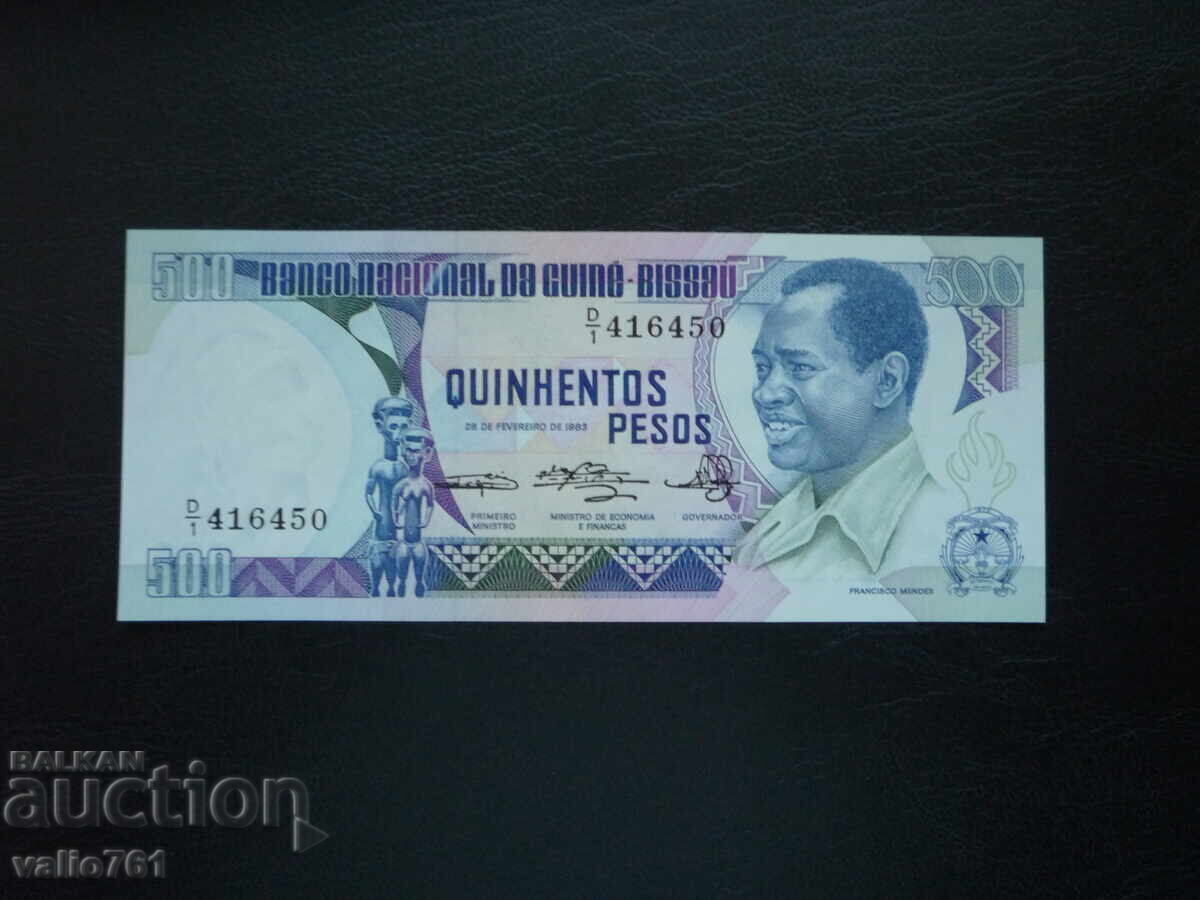 500 BANCO NACIONAL DA GUINÉ-BISSAU 500
D/1 416450
QUINHENTOS
PESOS
28 DE FEVEREIRO DE 1983
D/1 416450
PRIMEIRO
MINISTRO
MINISTRO DE ECONOMIA
E FINANÇAS
GOVERNADOR
500
FRANCISCO MENDES
BALKAN
auction
valio761